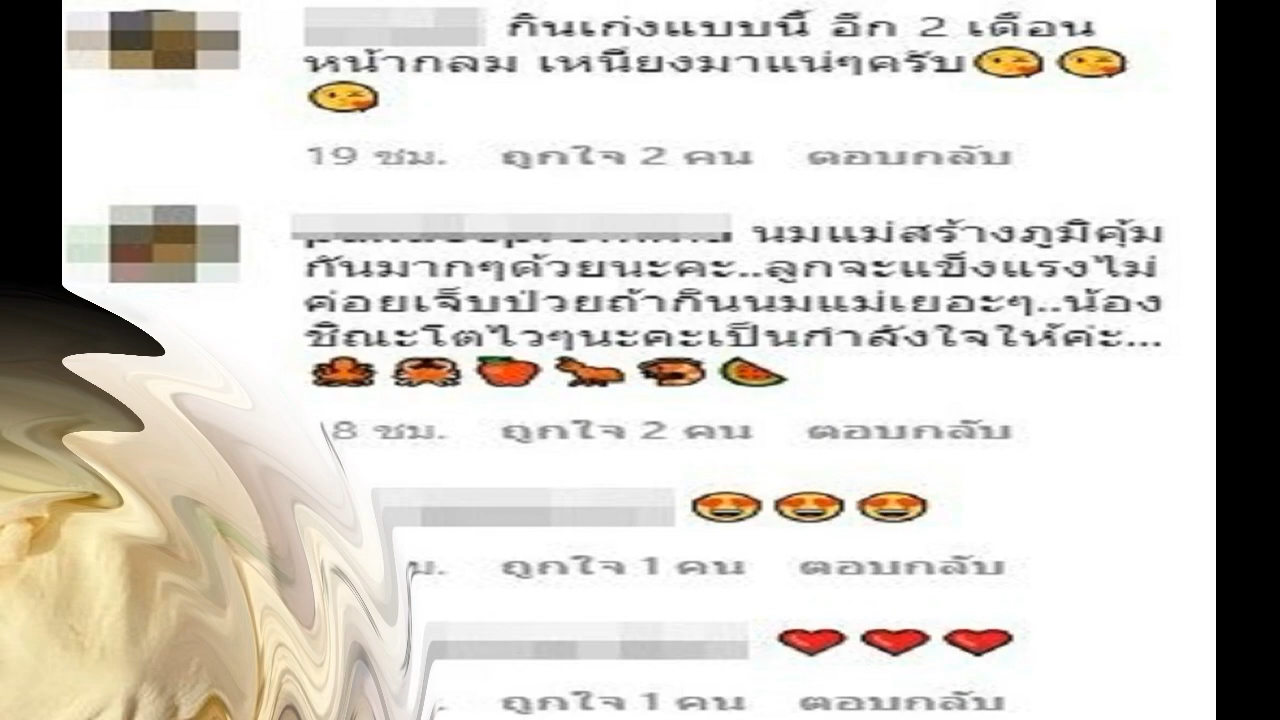 กินเก่งแบบนี้ อีก 2 เดือน
หน้ากลม เหนียงมาแน่ๆครับ😘😘
😘
19 ชม. ถูกใจ 2 คน ตอบกลับ
นมแม่สร้างภูมิคุ้ม
กันมากๆด้วยนะคะ..ลูกจะแข็งแรงไม่
ค่อยเจ็บป่วยถ้ากินนมแม่เยอะๆ..น้อง
ชิณะโตไวๆนะคะเป็นกำลังใจให้ค่ะ...
🐙🦀🍎🐎🦐🍉
8 ชม. ถูกใจ 2 คน ตอบกลับ
😍😍😍
ม. ถูกใจ 1 คน ตอบกลับ
❤❤❤
ถูกใจ 1 คน ตอบกลับ